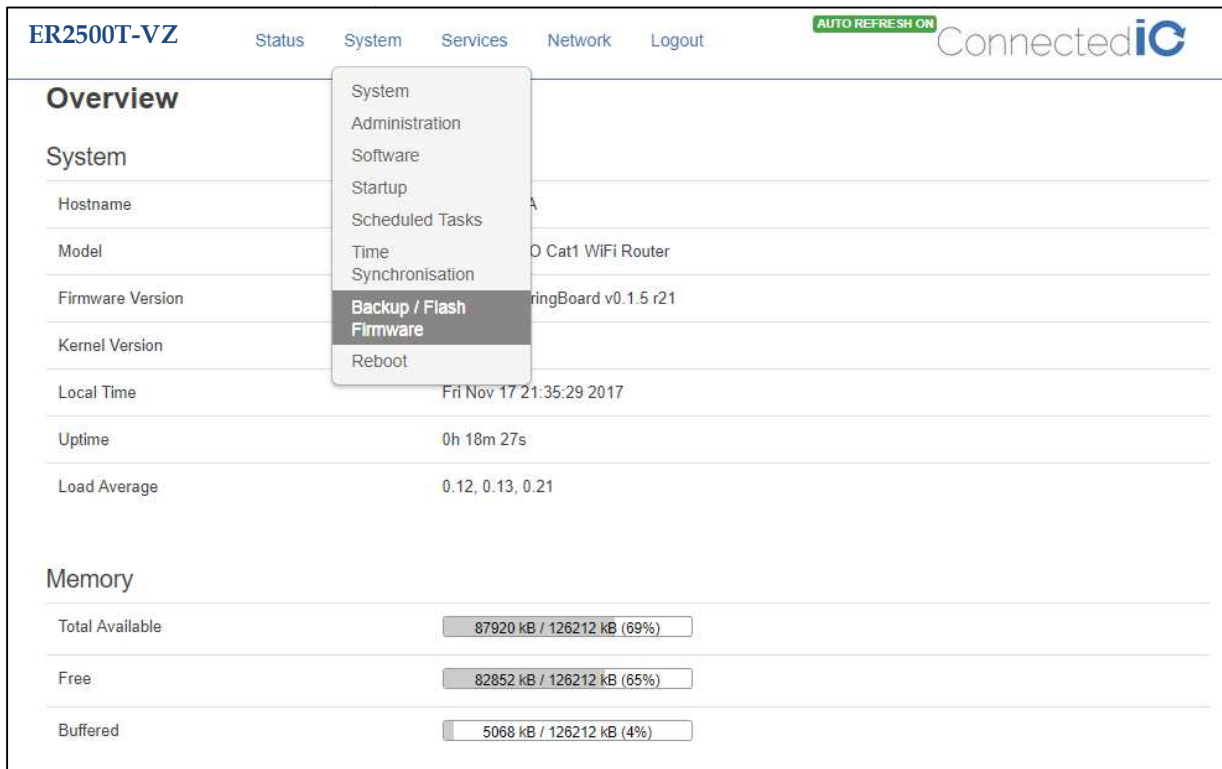 ER2500T-VZ
Status
System
Services
Network
Logout
AUTO REFRESH ON
ConnectediO
Overview
System
Administration
Software
Startup
Scheduled Tasks
Time
Synchronisation
Backup / Flash
Firmware
Reboot
System
Hostname
Model
Cat1 WiFi Router
Firmware Version
v0.1.5 r21
Kernel Version
Local Time
Fri Nov 17 21:35:29 2017
Uptime
0h 18m 27s
Load Average
0.12, 0.13, 0.21
Memory
Total Available
87920 kB / 126212 kB (69%)
Free
82852 kB / 126212 kB (65%)
Buffered
5068 kB / 126212 kB (4%)